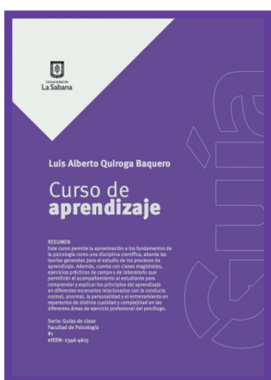 Universidad de
La Sabana
Luis Alberto Quiroga Baquero
Curso de
aprendizaje
RESUMEN
Este curso permite la aproximación a los fundamentos de
la psicología como una disciplina científica, aborda las
teorías generales para el estudio de los procesos de
aprendizaje. Además, cuenta con clases magistrales,
ejercicios prácticos de campo y de laboratorio que
permitirán el acompañamiento al estudiante para
comprender y explicar los principios del aprendizaje
en diferentes escenarios relacionados con la conducta
normal, anormal, la personalidad y el entrenamiento en
repertorios de distinta cualidad y complejidad en las
diferentes áreas de ejercicio profesional del psicólogo.
Serie: Guías de clase
Facultad de Psicología
#1
eISSN: 2346-4615
Guía